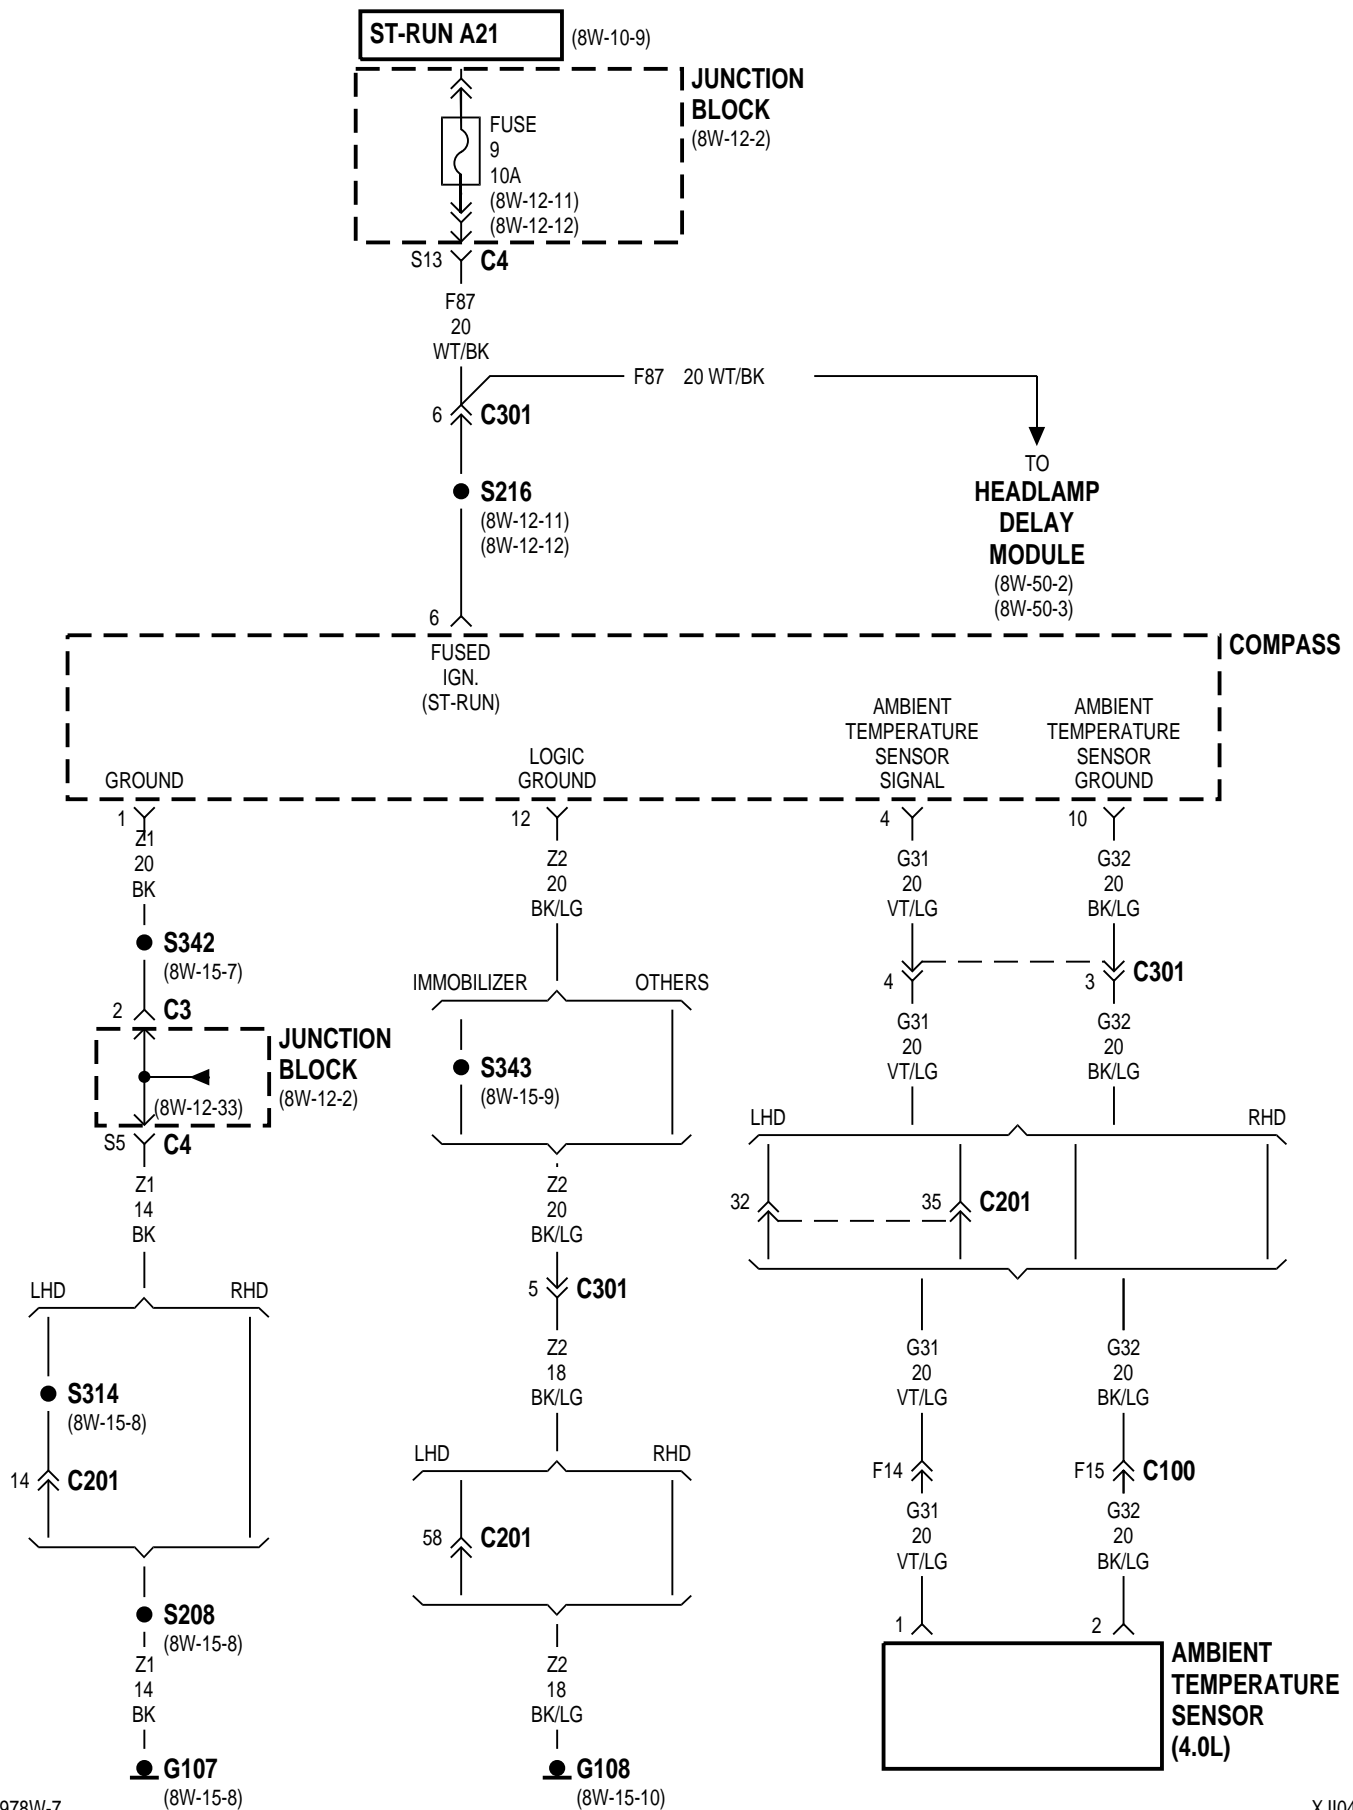 ST-RUN A21 (8W-10-9)
JUNCTION
BLOCK
(8W-12-2)
FUSE
9
10A
(8W-12-11)
(8W-12-12)
S13 C4
F87
20
WT/BK
F87 20 WT/BK
6 C301
TO
HEADLAMP
DELAY
MODULE
(8W-50-2)
(8W-50-3)
S216
(8W-12-11)
(8W-12-12)
6
COMPASS
FUSED
IGN.
(ST-RUN)
GROUND
LOGIC
GROUND
AMBIENT
TEMPERATURE
SENSOR
SIGNAL
AMBIENT
TEMPERATURE
SENSOR
GROUND
1
Z1
20
BK
S342
(8W-15-7)
2 C3
JUNCTION
BLOCK
(8W-12-2)
(8W-12-33)
S5 C4
Z1
14
BK
LHD RHD
S314
(8W-15-8)
14 C201
S208
(8W-15-8)
Z1
14
BK
G107
(8W-15-8)
12
Z2
20
BK/LG
IMMOBILIZER OTHERS
S343
(8W-15-9)
Z2
20
BK/LG
5 C301
Z2
18
BK/LG
LHD RHD
58 C201
Z2
18
BK/LG
G108
(8W-15-10)
4 10
G31 G32
20 20
VT/LG BK/LG
4 3 C301
G31 G32
20 20
VT/LG BK/LG
LHD RHD
32 35 C201
G31 G32
20 20
VT/LG BK/LG
F14 F15 C100
G31 G32
20 20
VT/LG BK/LG
1 2
AMBIENT
TEMPERATURE
SENSOR
(4.0L)
978W-7